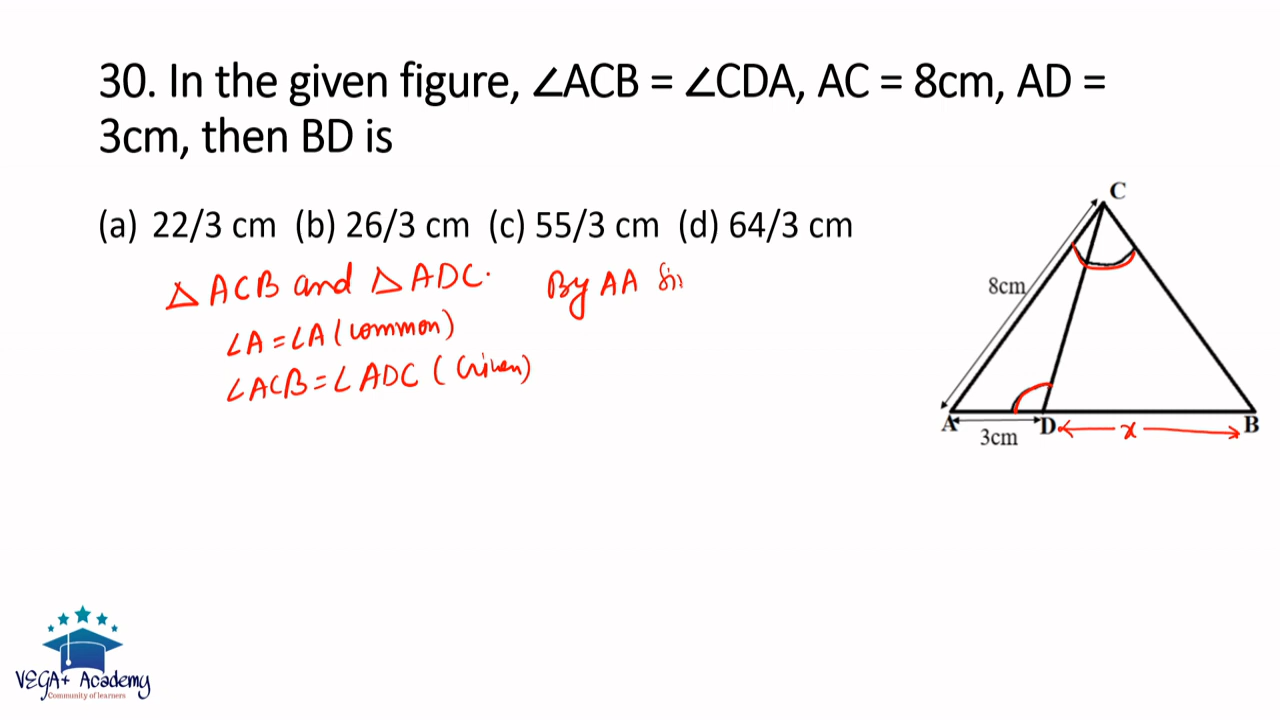 30. In the given figure, ∠ACB = ∠CDA, AC = 8cm, AD =
3cm, then BD is
(a) 22/3 cm (b) 26/3 cm (c) 55/3 cm (d) 64/3 cm
△ ACB and △ ADC. By AA Si
∠A = ∠A (common)
∠ACB = ∠ADC (Given)
C
8cm
A D x B
3cm
VEGA+ Academy
Community of learners